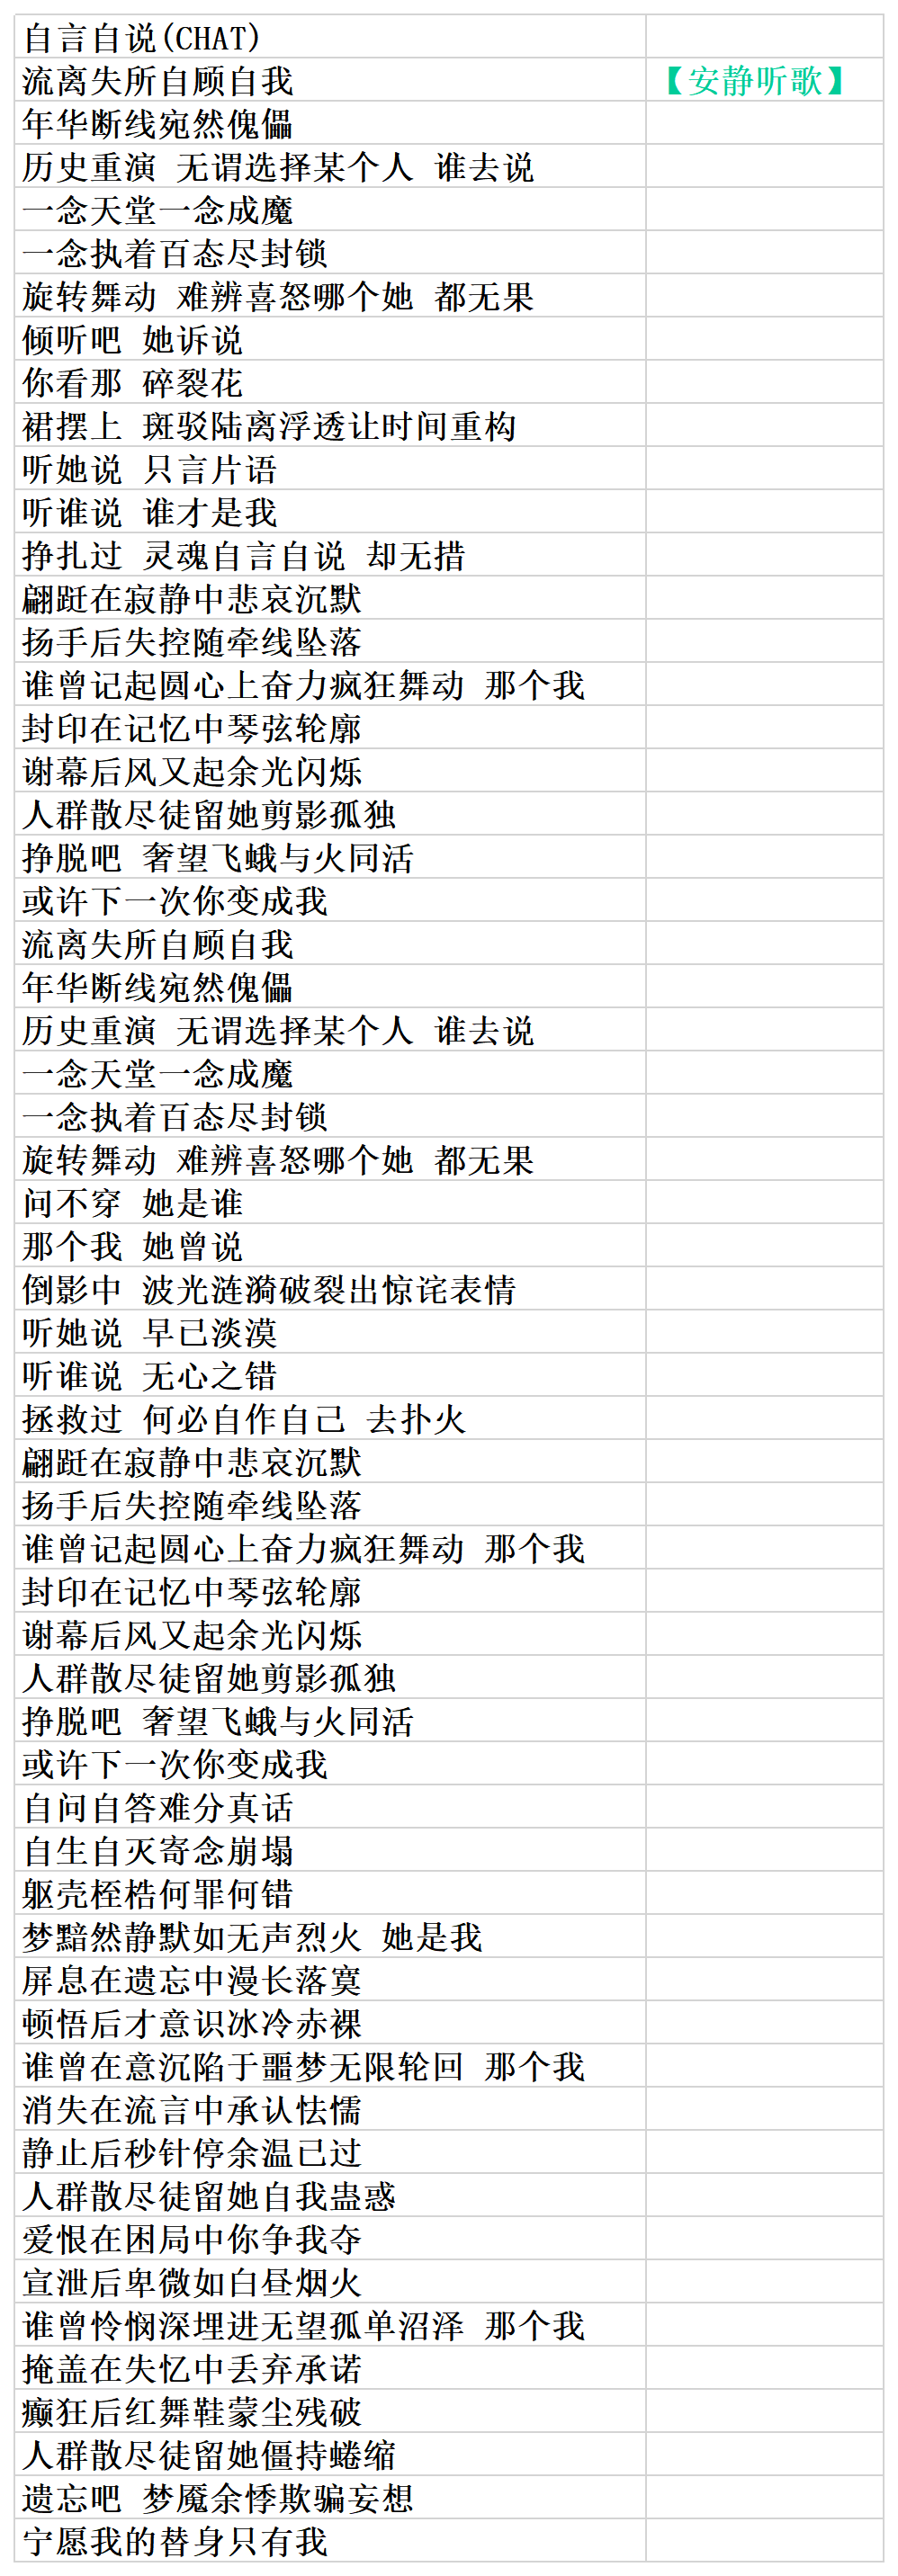 自言自说(CHAT)
流离失所自顾自我 【安静听歌】
年华断线宛然傀儡
历史重演 无谓选择某个人 谁去说
一念天堂一念成魔
一念执着百态尽封锁
旋转舞动 难辨喜怒哪个她 都无果
倾听吧 她诉说
你看那 碎裂花
裙摆上 斑驳陆离浮透让时间重构
听她说 只言片语
听谁说 谁才是我
挣扎过 灵魂自言自说 却无措
翩跹在寂静中悲哀沉默
扬手后失控随牵线坠落
谁曾记起圆心上奋力疯狂舞动 那个我
封印在记忆中琴弦轮廓
谢幕后风又起余光闪烁
人群散尽徒留她剪影孤独
挣脱吧 奢望飞蛾与火同活
或许下一次你变成我
流离失所自顾自我
年华断线宛然傀儡
历史重演 无谓选择某个人 谁去说
一念天堂一念成魔
一念执着百态尽封锁
旋转舞动 难辨喜怒哪个她 都无果
问不穿 她是谁
那个我 她曾说
倒影中 波光涟漪破裂出惊诧表情
听她说 早已淡漠
听谁说 无心之错
拯救过 何必自作自己 去扑火
翩跹在寂静中悲哀沉默
扬手后失控随牵线坠落
谁曾记起圆心上奋力疯狂舞动 那个我
封印在记忆中琴弦轮廓
谢幕后风又起余光闪烁
人群散尽徒留她剪影孤独
挣脱吧 奢望飞蛾与火同活
或许下一次你变成我
自问自答难分真话
自生自灭寄念崩塌
躯壳桎梏何罪何错
梦黯然静默如无声烈火 她是我
屏息在遗忘中漫长落寞
顿悟后才意识冰冷赤裸
谁曾在意沉陷于噩梦无限轮回 那个我
消失在流言中承认怯懦
静止后秒针停余温已过
人群散尽徒留她自我蛊惑
爱恨在困局中你争我夺
宣泄后卑微如白昼烟火
谁曾怜悯深埋进无望孤单沼泽 那个我
掩盖在失忆中丢弃承诺
癫狂后红舞鞋蒙尘残破
人群散尽徒留她僵持蜷缩
遗忘吧 梦魇余悸欺骗妄想
宁愿我的替身只有我